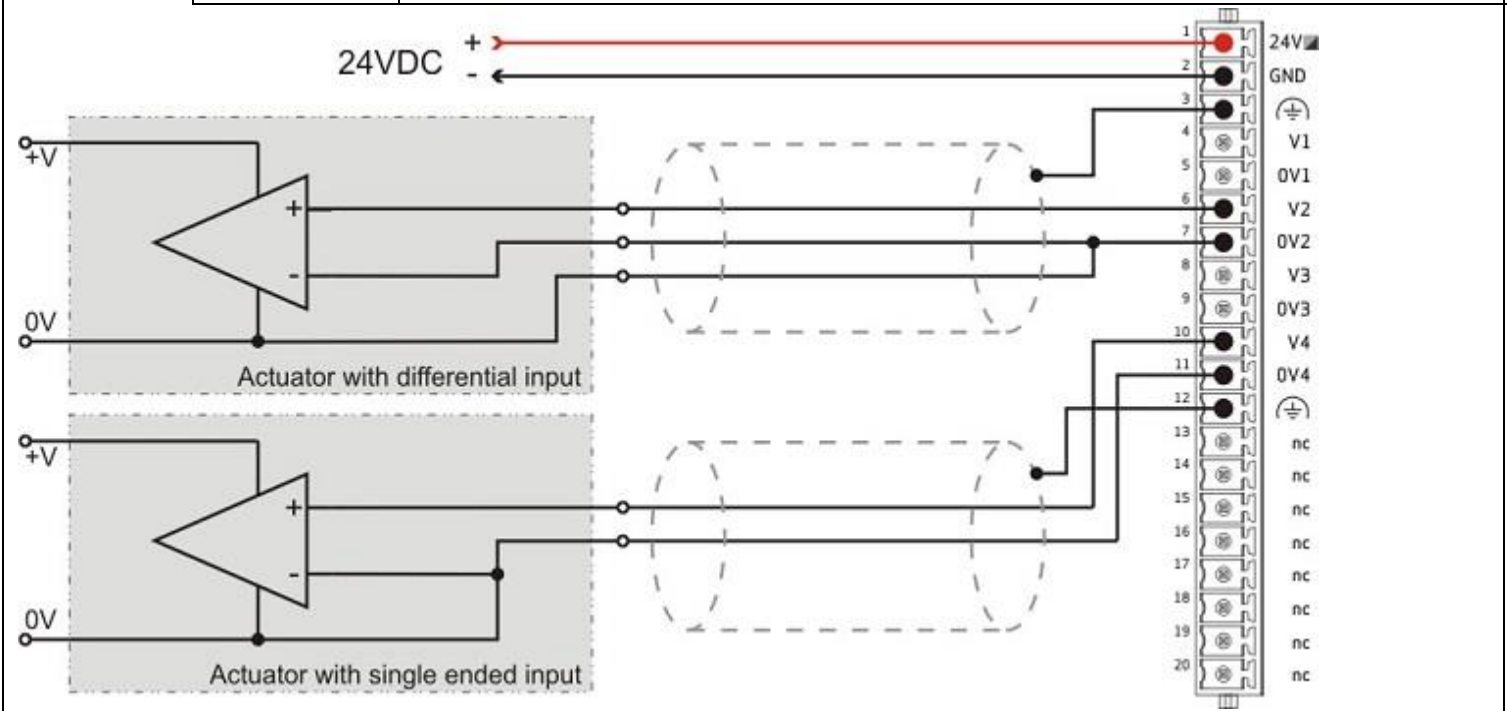 24VDC
+
-
+V
+
-
0V
Actuator with differential input
+V
+
-
0V
Actuator with single ended input
1 24V
2 GND
3
4 V1
5 0V1
6 V2
7 0V2
8 V3
9 0V3
10 V4
11 0V4
12
13 nc
14 nc
15 nc
16 nc
17 nc
18 nc
19 nc
20 nc